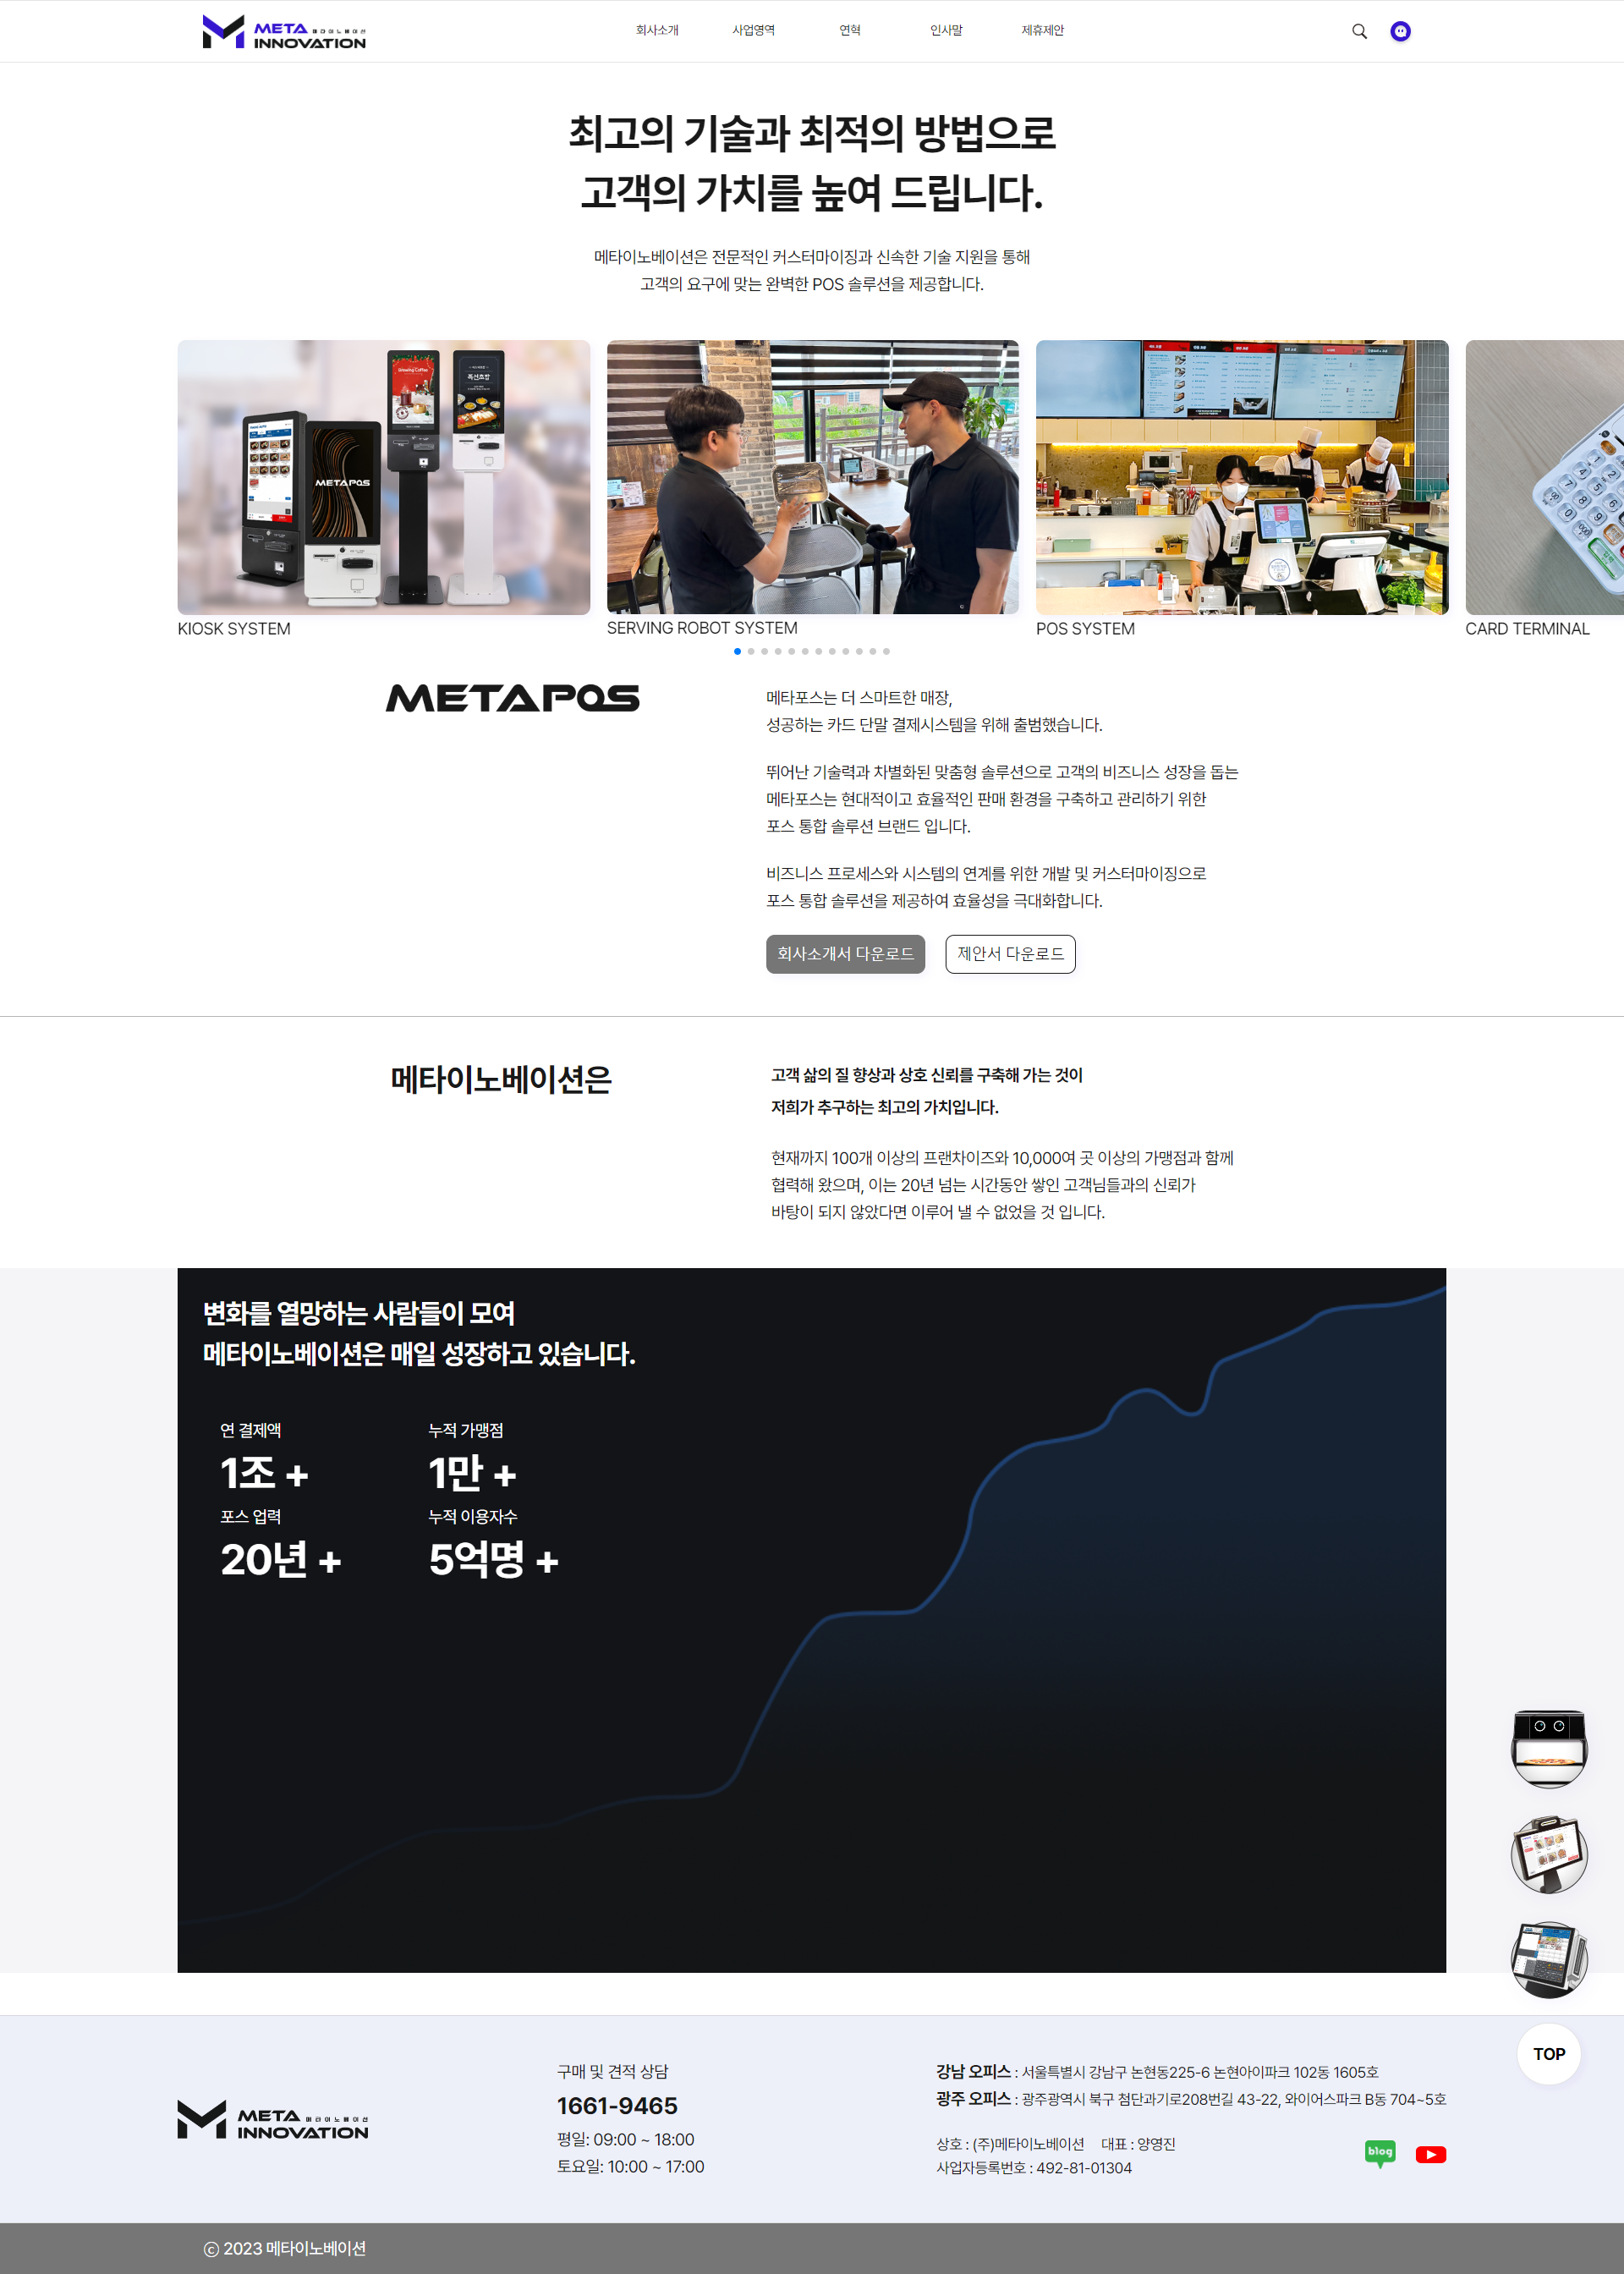 META 메타이노베이션
INNOVATION
회사소개
사업영역
연혁
인사말
제휴제안
최고의 기술과 최적의 방법으로
고객의 가치를 높여 드립니다.
메타이노베이션은 전문적인 커스터마이징과 신속한 기술 지원을 통해
고객의 요구에 맞는 완벽한 POS 솔루션을 제공합니다.
METAPOS
KIOSK SYSTEM
SERVING ROBOT SYSTEM
POS SYSTEM
CARD TERMINAL
METAPOS
메타포스는 더 스마트한 매장,
성공하는 카드 단말 결제시스템을 위해 출범했습니다.
뛰어난 기술력과 차별화된 맞춤형 솔루션으로 고객의 비즈니스 성장을 돕는
메타포스는 현대적이고 효율적인 판매 환경을 구축하고 관리하기 위한
포스 통합 솔루션 브랜드 입니다.
비즈니스 프로세스와 시스템의 연계를 위한 개발 및 커스터마이징으로
포스 통합 솔루션을 제공하여 효율성을 극대화합니다.
회사소개서 다운로드
제안서 다운로드
메타이노베이션은
고객 삶의 질 향상과 상호 신뢰를 구축해 가는 것이
저희가 추구하는 최고의 가치입니다.
현재까지 100개 이상의 프랜차이즈와 10,000여 곳 이상의 가맹점과 함께
협력해 왔으며, 이는 20년 넘는 시간동안 쌓인 고객님들과의 신뢰가
바탕이 되지 않았다면 이루어 낼 수 없었을 것 입니다.
변화를 열망하는 사람들이 모여
메타이노베이션은 매일 성장하고 있습니다.
연 결제액
1조 +
누적 가맹점
1만 +
포스 업력
20년 +
누적 이용자수
5억명 +
TOP
META 메타이노베이션
INNOVATION
구매 및 견적 상담
1661-9465
평일: 09:00 ~ 18:00
토요일: 10:00 ~ 17:00
강남 오피스 : 서울특별시 강남구 논현동225-6 논현아이파크 102동 1605호
광주 오피스 : 광주광역시 북구 첨단과기로208번길 43-22, 와이어스파크 B동 704~5호
상호 : (주)메타이노베이션 대표 : 양영진
사업자등록번호 : 492-81-01304
blog
ⓒ 2023 메타이노베이션